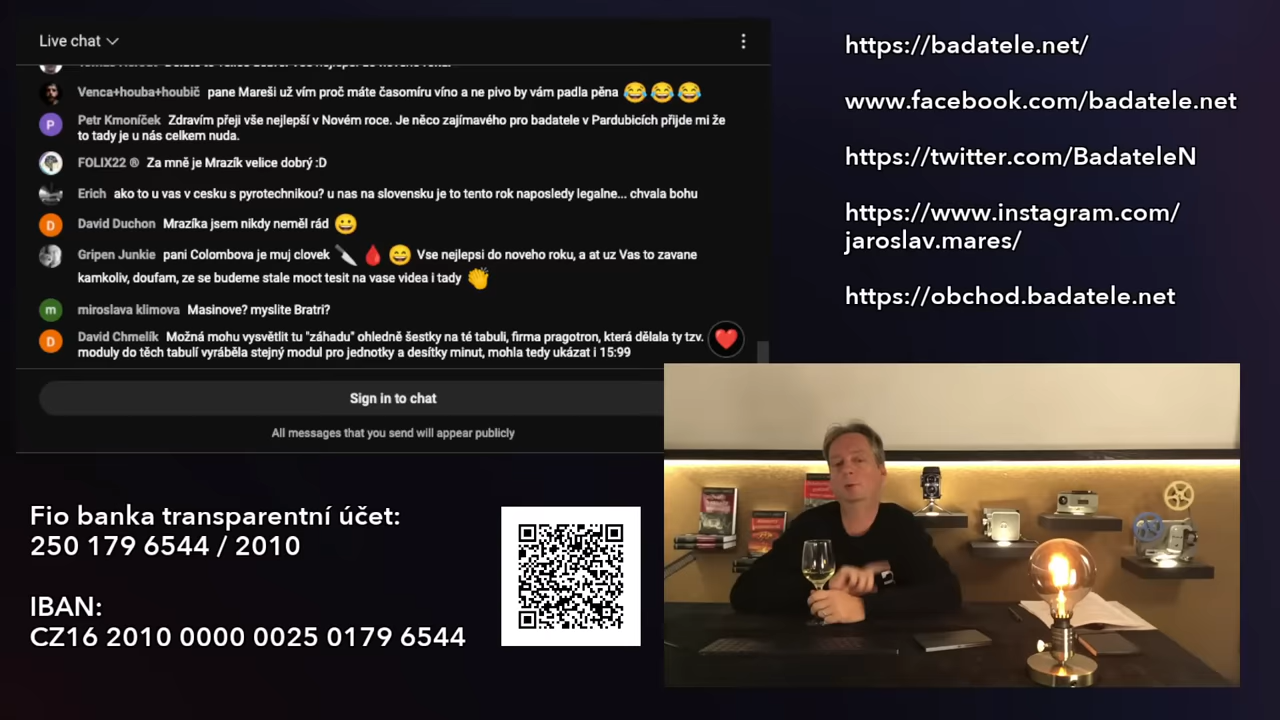 Live chat
Venca+houba+houbič pane Mareši už vím proč máte časomíru víno a ne pivo by vám padla pěna 😂😂😂
Petr Kmoníček Zdravím přeji vše nejlepší v Novém roce. Je něco zajímavého pro badatele v Pardubicích přijde mi že
to tady je u nás celkem nuda.
FOLIX22 ® Za mně je Mrazík velice dobrý :D
Erich ako to u vas v cesku s pyrotechnikou? u nas na slovensku je to tento rok naposledy legalne... chvala bohu
David Duchon Mrazíka jsem nikdy neměl rád 😀
Gripen Junkie pani Colombova je muj clovek 🔪🩸😄 Vse nejlepsi do noveho roku, a at uz Vas to zavane
kamkoliv, doufam, ze se budeme stale moct tesit na vase videa i tady 👏
miroslava klimova Masinove? myslite Bratri?
David Chmelík Možná mohu vysvětlit tu "záhadu" ohledně šestky na té tabuli, firma pragotron, která dělala ty tzv.
moduly do těch tabulí vyráběla stejný modul pro jednotky a desítky minut, mohla tedy ukázat i 15:99
Sign in to chat
All messages that you send will appear publicly
https://badatele.net/
www.facebook.com/badatele.net
https://twitter.com/BadateleN
https://www.instagram.com/
jaroslav.mares/
https://obchod.badatele.net
Fio banka transparentní účet:
250 179 6544 / 2010
IBAN:
CZ16 2010 0000 0025 0179 6544